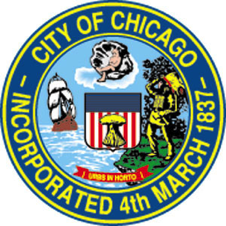 CITY OF CHICAGO
INCORPORATED 4th MARCH 1837
URBS IN HORTO